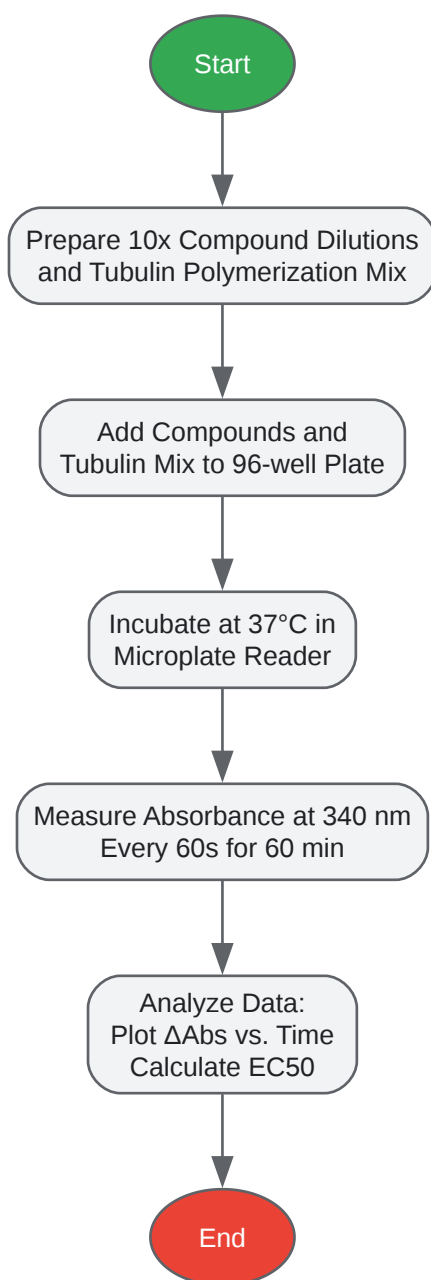 Start
Prepare 10x Compound Dilutions
and Tubulin Polymerization Mix
Add Compounds and
Tubulin Mix to 96-well Plate
Incubate at 37°C in
Microplate Reader
Measure Absorbance at 340 nm
Every 60s for 60 min
Analyze Data:
Plot ΔAbs vs. Time
Calculate EC50
End